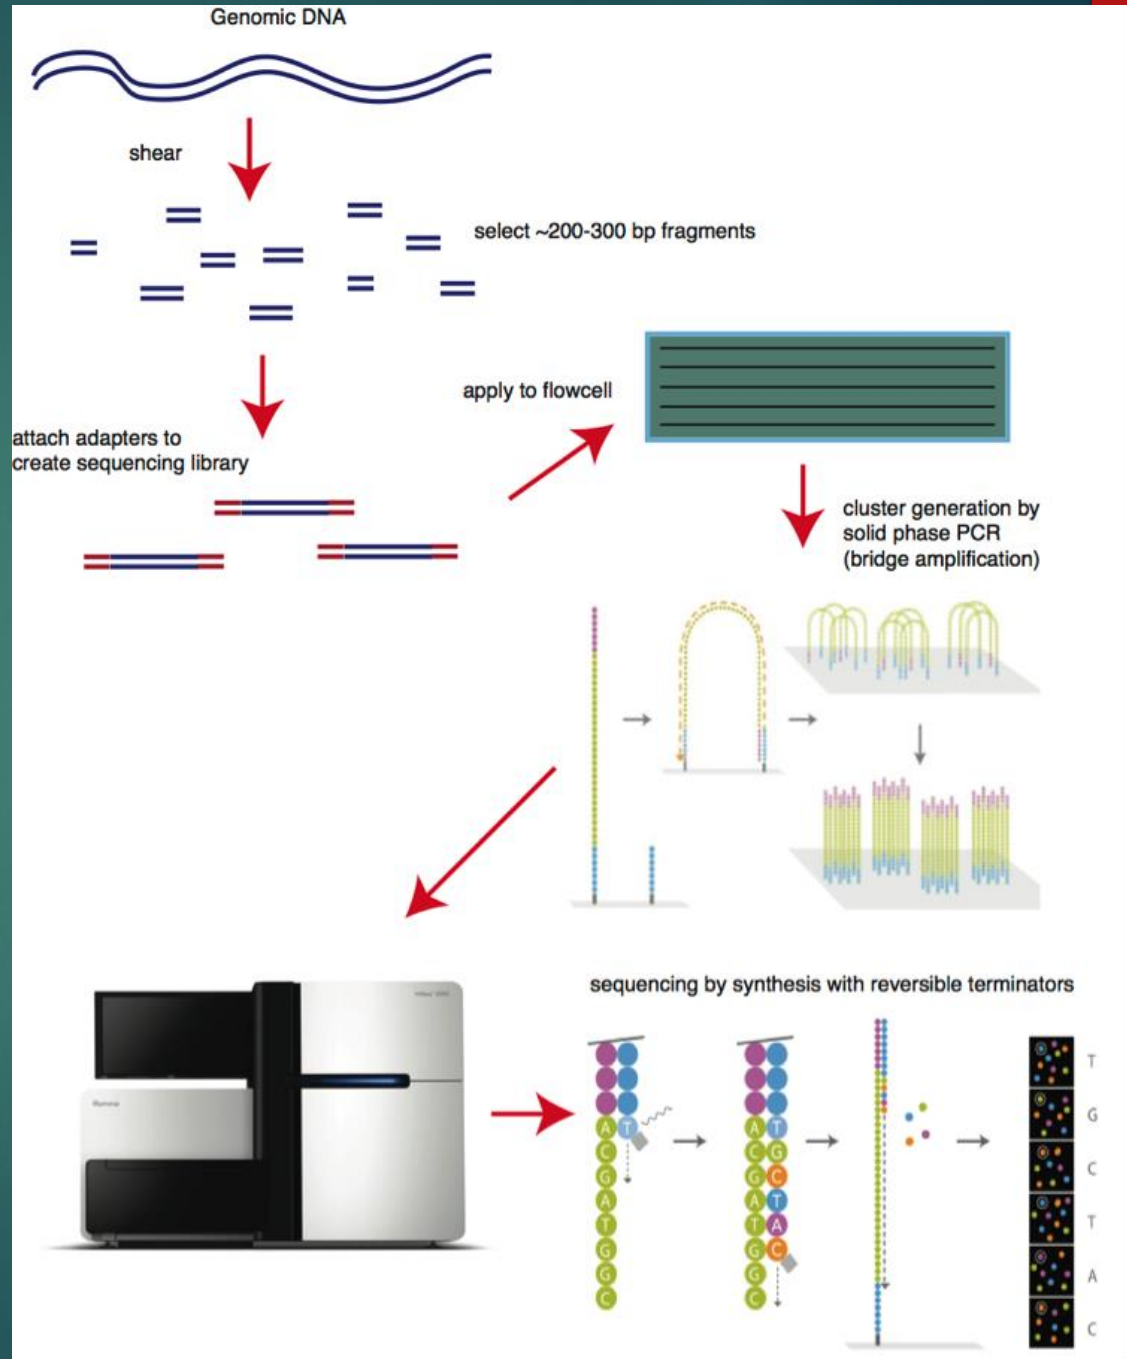 Genomic DNA
shear
select ~200-300 bp fragments
apply to flowcell
attach adapters to
create sequencing library
cluster generation by
solid phase PCR
(bridge amplification)
sequencing by synthesis with reversible terminators
A T
C
G
A
T
G
G
C
A T
C G
G C
A T
T A
G C
G
C
T
G
C
T
A
C